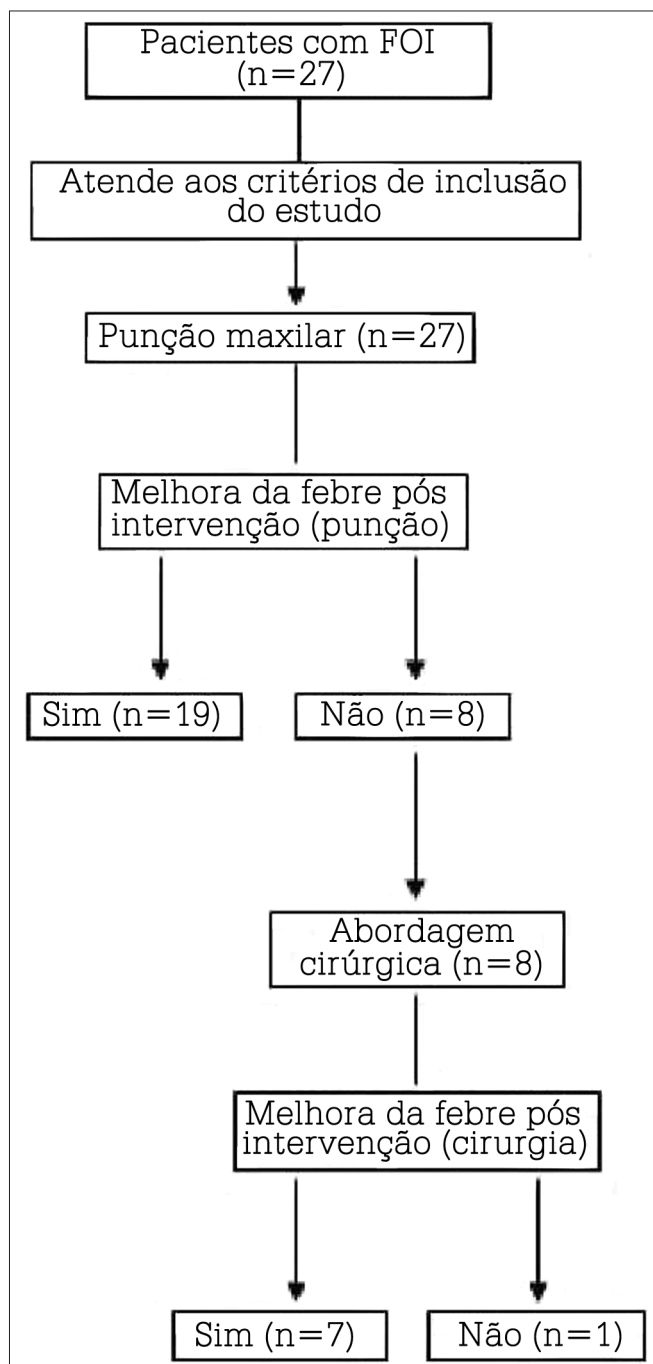 Pacientes com FOI
(n=27)
Atende aos critérios de inclusão
do estudo
Punção maxilar (n=27)
Melhora da febre pós
intervenção (punção)
Sim (n=19)
Não (n=8)
Abordagem
cirúrgica (n=8)
Melhora da febre pós
intervenção (cirurgia)
Sim (n=7)
Não (n=1)